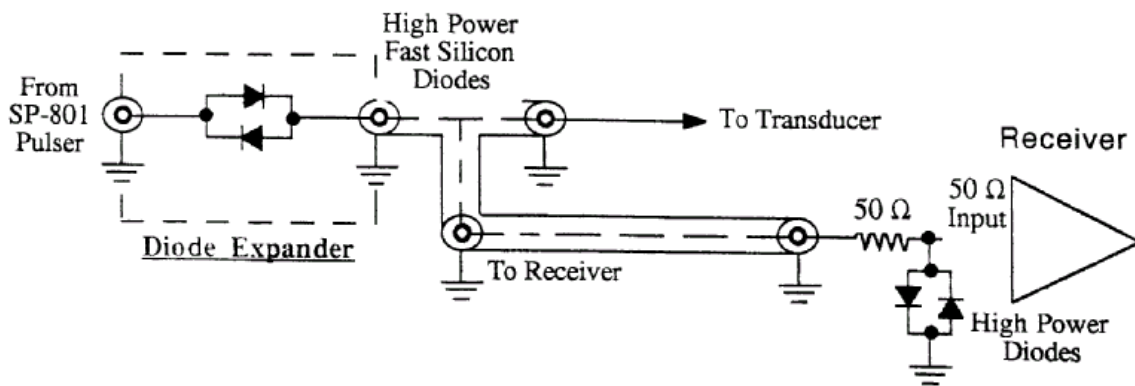 High Power
Fast Silicon
Diodes
From
SP-801
Pulser
To Transducer
Receiver
50 Ω
50 Ω
Input
Diode Expander
To Receiver
High Power
Diodes